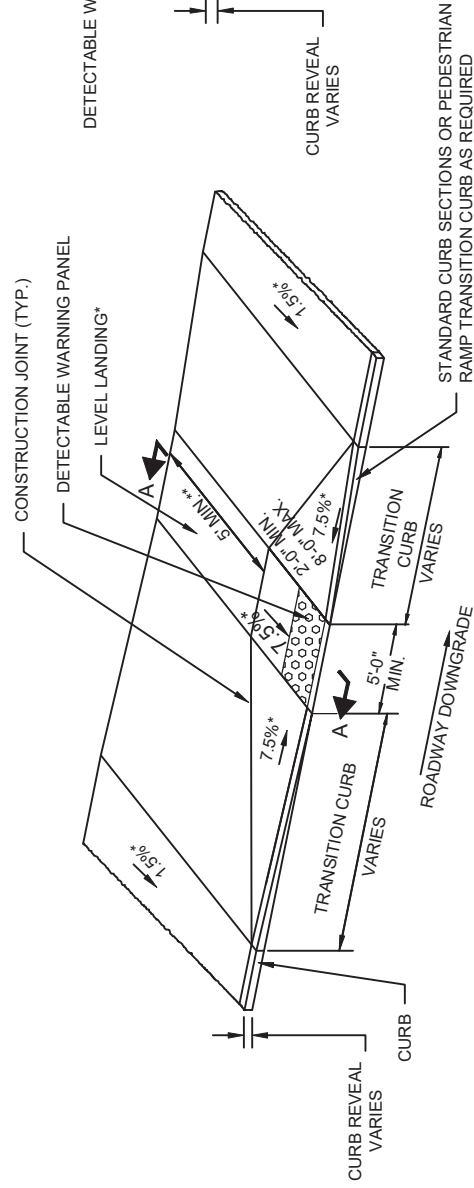 DETECTABLE W
CURB REVEAL
VARIES
CONSTRUCTION JOINT (TYP.)
DETECTABLE WARNING PANEL
LEVEL LANDING*
A
5' MIN.**
1.5%*
2'-0" MIN.
8'-0" MAX.
7.5%*
7.5%*
7.5%*
1.5%*
A
5'-0"
MIN.
TRANSITION
CURB
VARIES
TRANSITION CURB
VARIES
ROADWAY DOWNGRADE
STANDARD CURB SECTIONS OR PEDESTRIAN
RAMP TRANSITION CURB AS REQUIRED
CURB
CURB REVEAL
VARIES